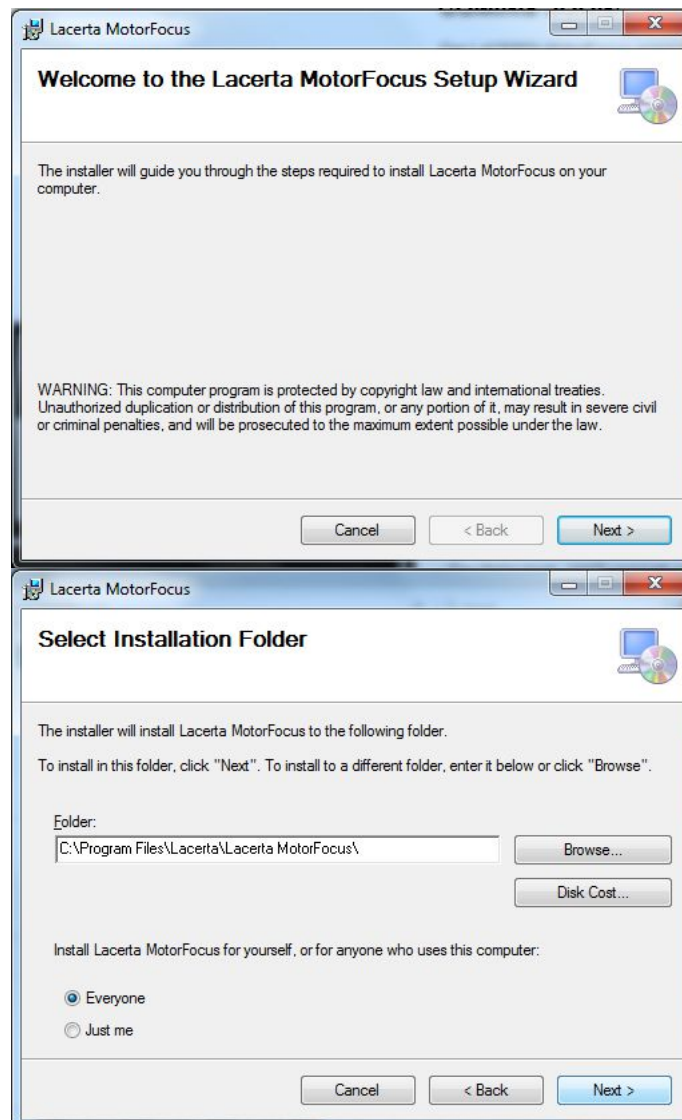 Lacerta MotorFocus
Welcome to the Lacerta MotorFocus Setup Wizard
The installer will guide you through the steps required to install Lacerta MotorFocus on your
computer.
WARNING: This computer program is protected by copyright law and international treaties.
Unauthorized duplication or distribution of this program, or any portion of it, may result in severe civil
or criminal penalties, and will be prosecuted to the maximum extent possible under the law.
Cancel
< Back
Next >
Lacerta MotorFocus
Select Installation Folder
The installer will install Lacerta MotorFocus to the following folder.
To install in this folder, click "Next". To install to a different folder, enter it below or click "Browse".
Folder:
C:\Program Files\Lacerta\Lacerta MotorFocus\
Browse...
Disk Cost...
Install Lacerta MotorFocus for yourself, or for anyone who uses this computer:
Everyone
Just me
Cancel
< Back
Next >